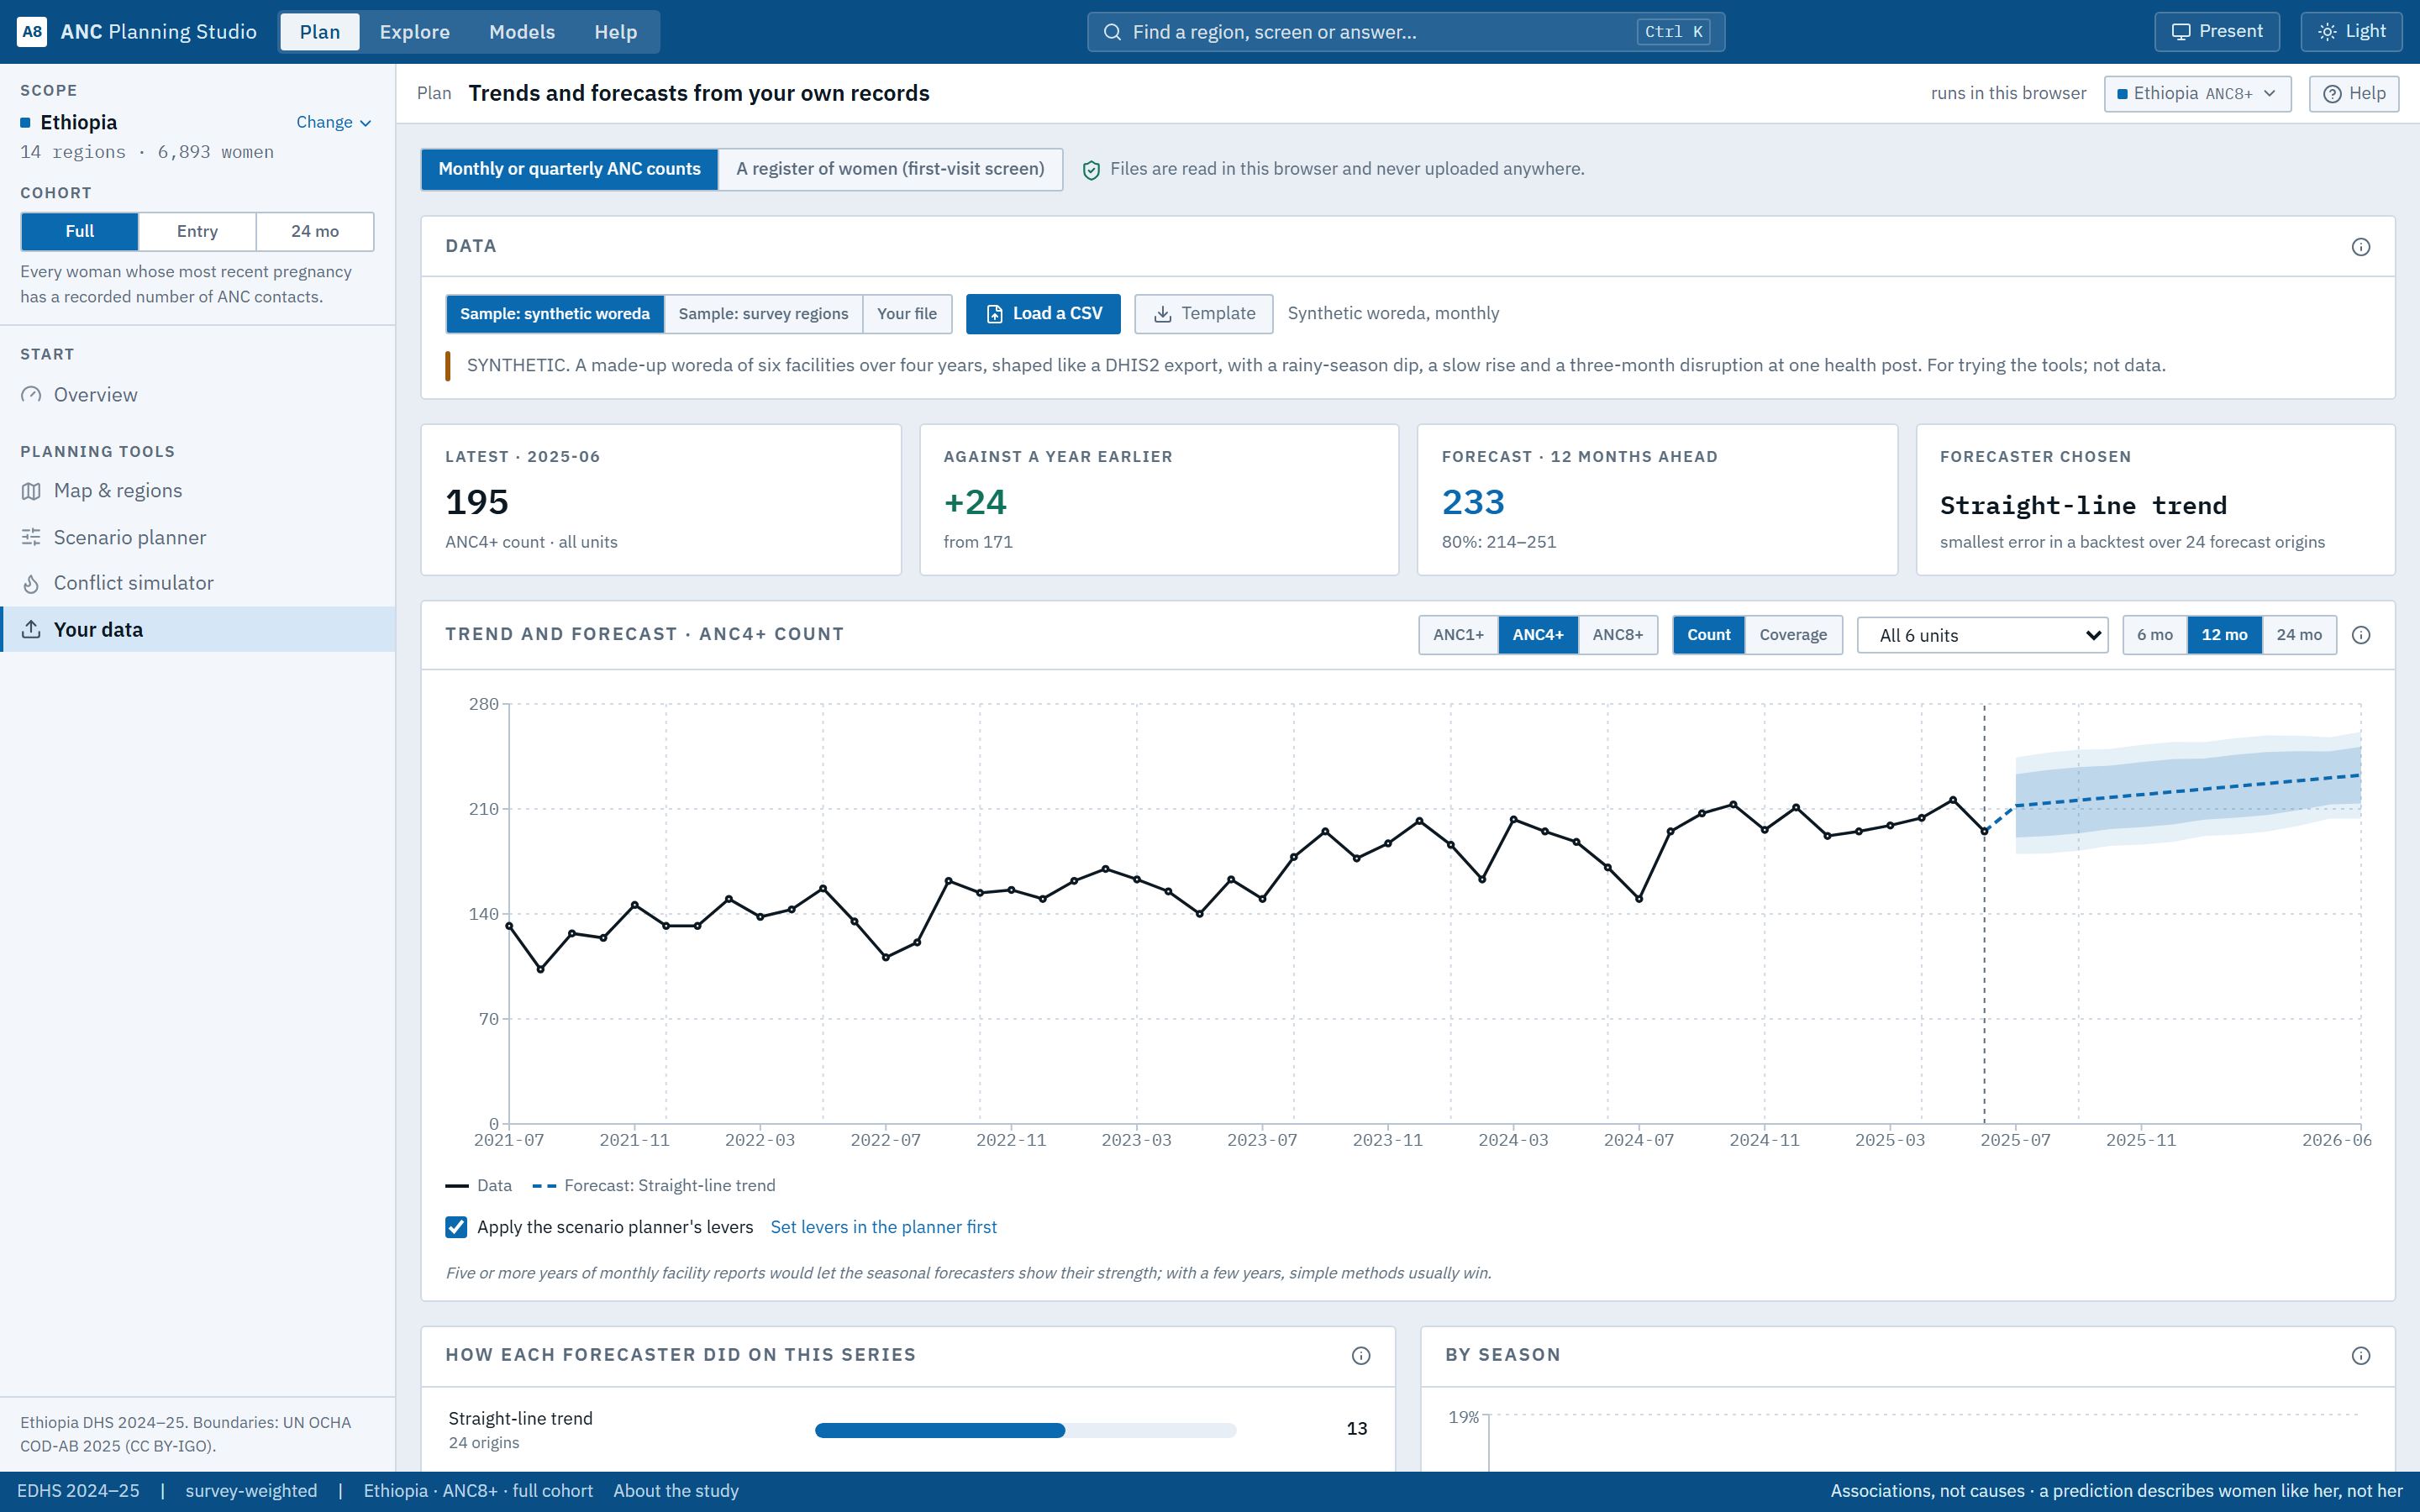 A8 ANC Planning Studio Plan Explore Models Help Find a region, screen or answer... Ctrl K Present Light
SCOPE
Ethiopia Change
14 regions · 6,893 women
COHORT
Full Entry 24 mo
Every woman whose most recent pregnancy
has a recorded number of ANC contacts.
START
Overview
PLANNING TOOLS
Map & regions
Scenario planner
Conflict simulator
Your data
Ethiopia DHS 2024–25. Boundaries: UN OCHA
COD-AB 2025 (CC BY-IGO).
Plan Trends and forecasts from your own records runs in this browser Ethiopia ANC8+ Help
Monthly or quarterly ANC counts A register of women (first-visit screen) Files are read in this browser and never uploaded anywhere.
DATA
Sample: synthetic woreda Sample: survey regions Your file Load a CSV Template Synthetic woreda, monthly
SYNTHETIC. A made-up woreda of six facilities over four years, shaped like a DHIS2 export, with a rainy-season dip, a slow rise and a three-month disruption at one health post. For trying the tools; not data.
LATEST · 2025-06
195
ANC4+ count · all units
AGAINST A YEAR EARLIER
+24
from 171
FORECAST · 12 MONTHS AHEAD
233
80%: 214–251
FORECASTER CHOSEN
Straight-line trend
smallest error in a backtest over 24 forecast origins
TREND AND FORECAST · ANC4+ COUNT ANC1+ ANC4+ ANC8+ Count Coverage All 6 units 6 mo 12 mo 24 mo
280
210
140
70
0
2021-07 2021-11 2022-03 2022-07 2022-11 2023-03 2023-07 2023-11 2024-03 2024-07 2024-11 2025-03 2025-07 2025-11 2026-06
Data Forecast: Straight-line trend
Apply the scenario planner's levers Set levers in the planner first
Five or more years of monthly facility reports would let the seasonal forecasters show their strength; with a few years, simple methods usually win.
HOW EACH FORECASTER DID ON THIS SERIES
Straight-line trend
24 origins
13
BY SEASON
19%
EDHS 2024–25 | survey-weighted | Ethiopia · ANC8+ · full cohort About the study Associations, not causes · a prediction describes women like her, not her